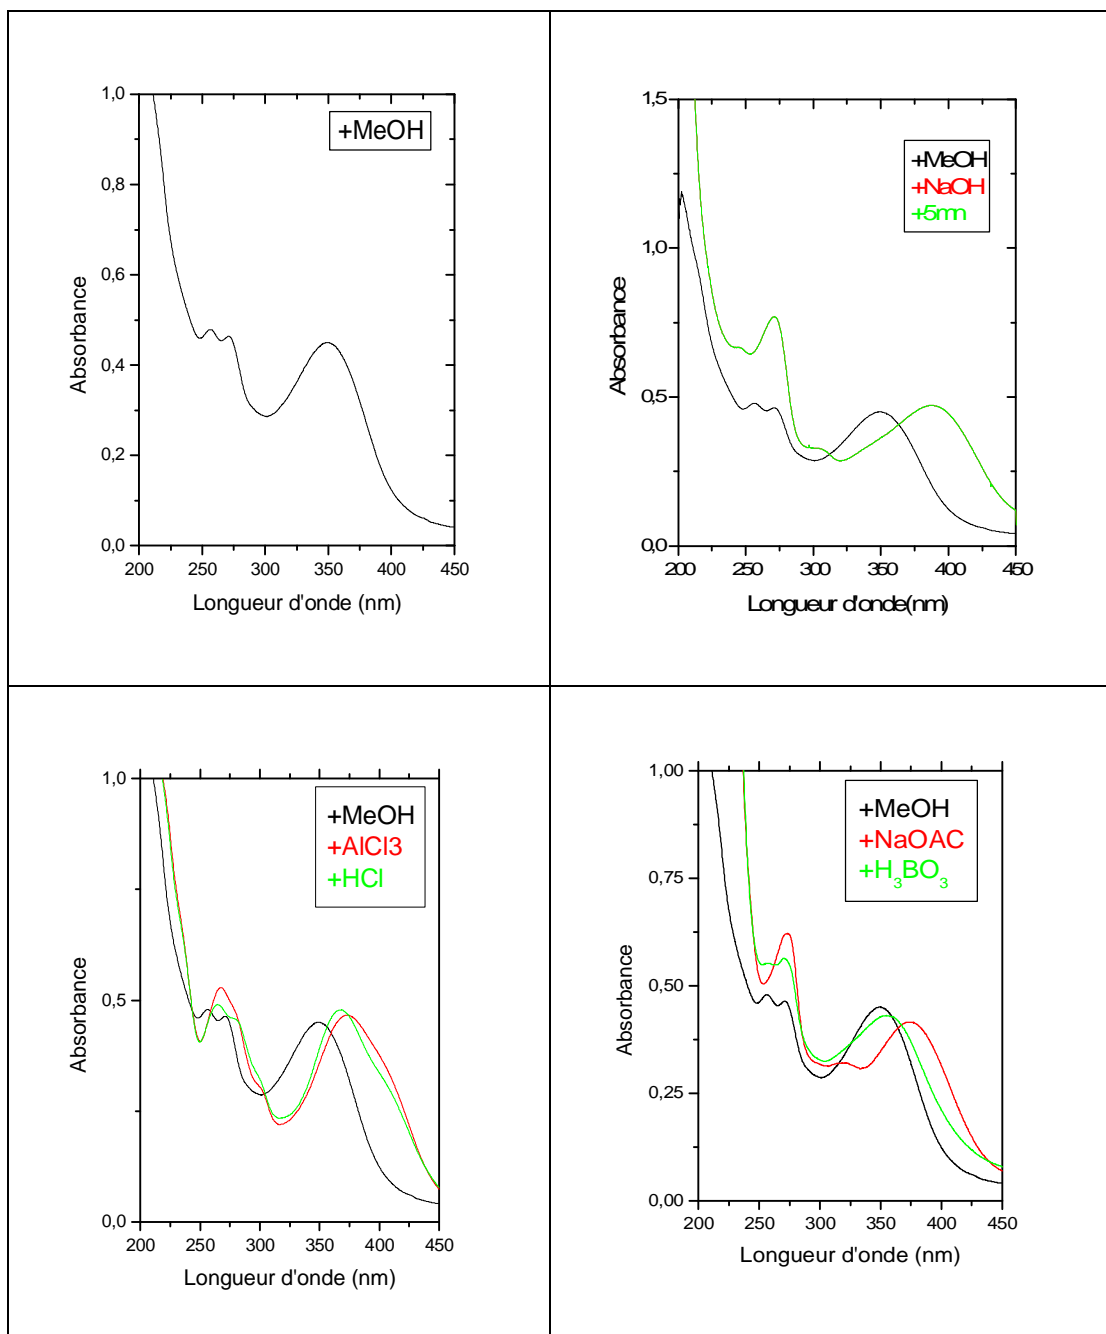 1,0
0,8
0,6
0,4
0,2
0,0
Absorbance
+MeOH
200 250 300 350 400 450
Longueur d'onde (nm)
1,5
1,0
0,5
0,0
Absorbance
+MeOH
+NaOH
+5mn
200 250 300 350 400 450
Longueur d'onde(nm)
1,0
0,5
0,0
Absorbance
+MeOH
+AlCl3
+HCl
200 250 300 350 400 450
Longueur d'onde (nm)
1,00
0,75
0,50
0,25
0,00
Absorbance
+MeOH
+NaOAC
+H₃BO₃
200 250 300 350 400 450
Longueur d'onde (nm)